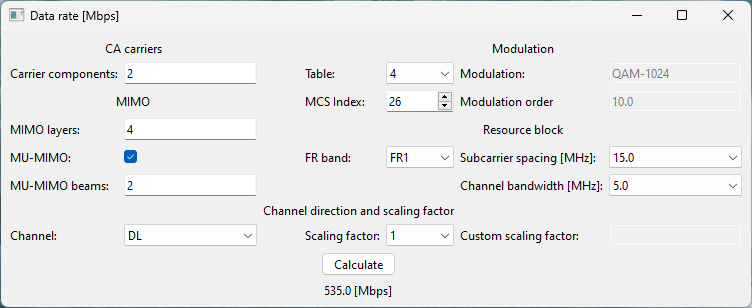 Data rate [Mbps]
CA carriers Modulation
Carrier components: 2 Table: 4 Modulation: QAM-1024
MIMO MCS Index: 26 Modulation order 10.0
MIMO layers: 4 Resource block
MU-MIMO: FR band: FR1 Subcarrier spacing [MHz]: 15.0
MU-MIMO beams: 2 Channel bandwidth [MHz]: 5.0
Channel direction and scaling factor
Channel: DL Scaling factor: 1 Custom scaling factor:
Calculate
535.0 [Mbps]